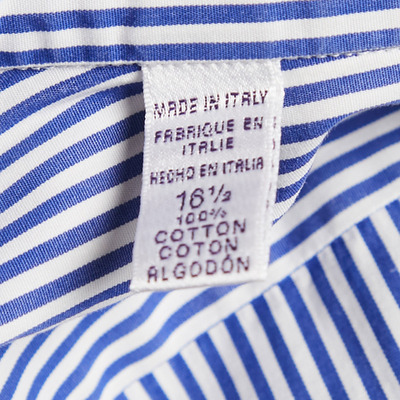 MADE IN ITALY
FABRIQUE EN
ITALIE
HECHO EN ITALIA
16½
100%
COTTON
COTON
ALGODÓN